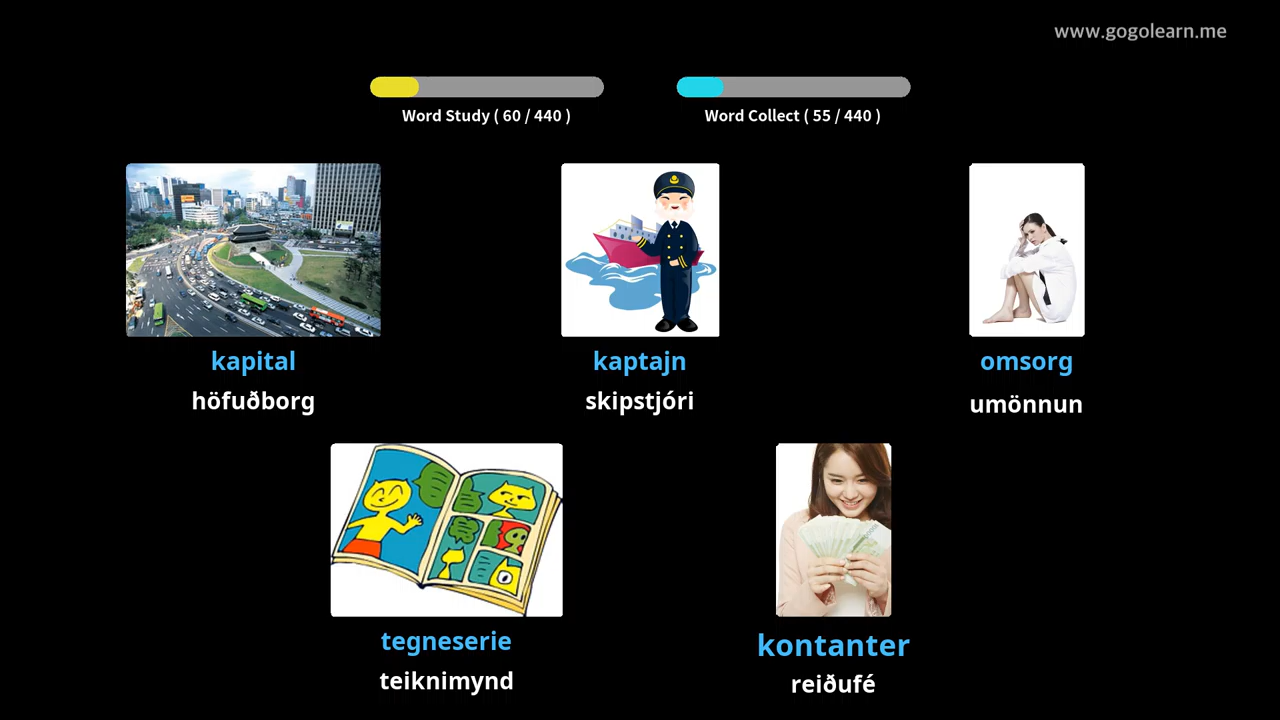 www.gogolearn.me
Word Study ( 60 / 440 )
Word Collect ( 55 / 440 )
kapital
höfuðborg
kaptajn
skipstjóri
omsorg
umönnun
tegneserie
teiknimynd
kontanter
reiðufé